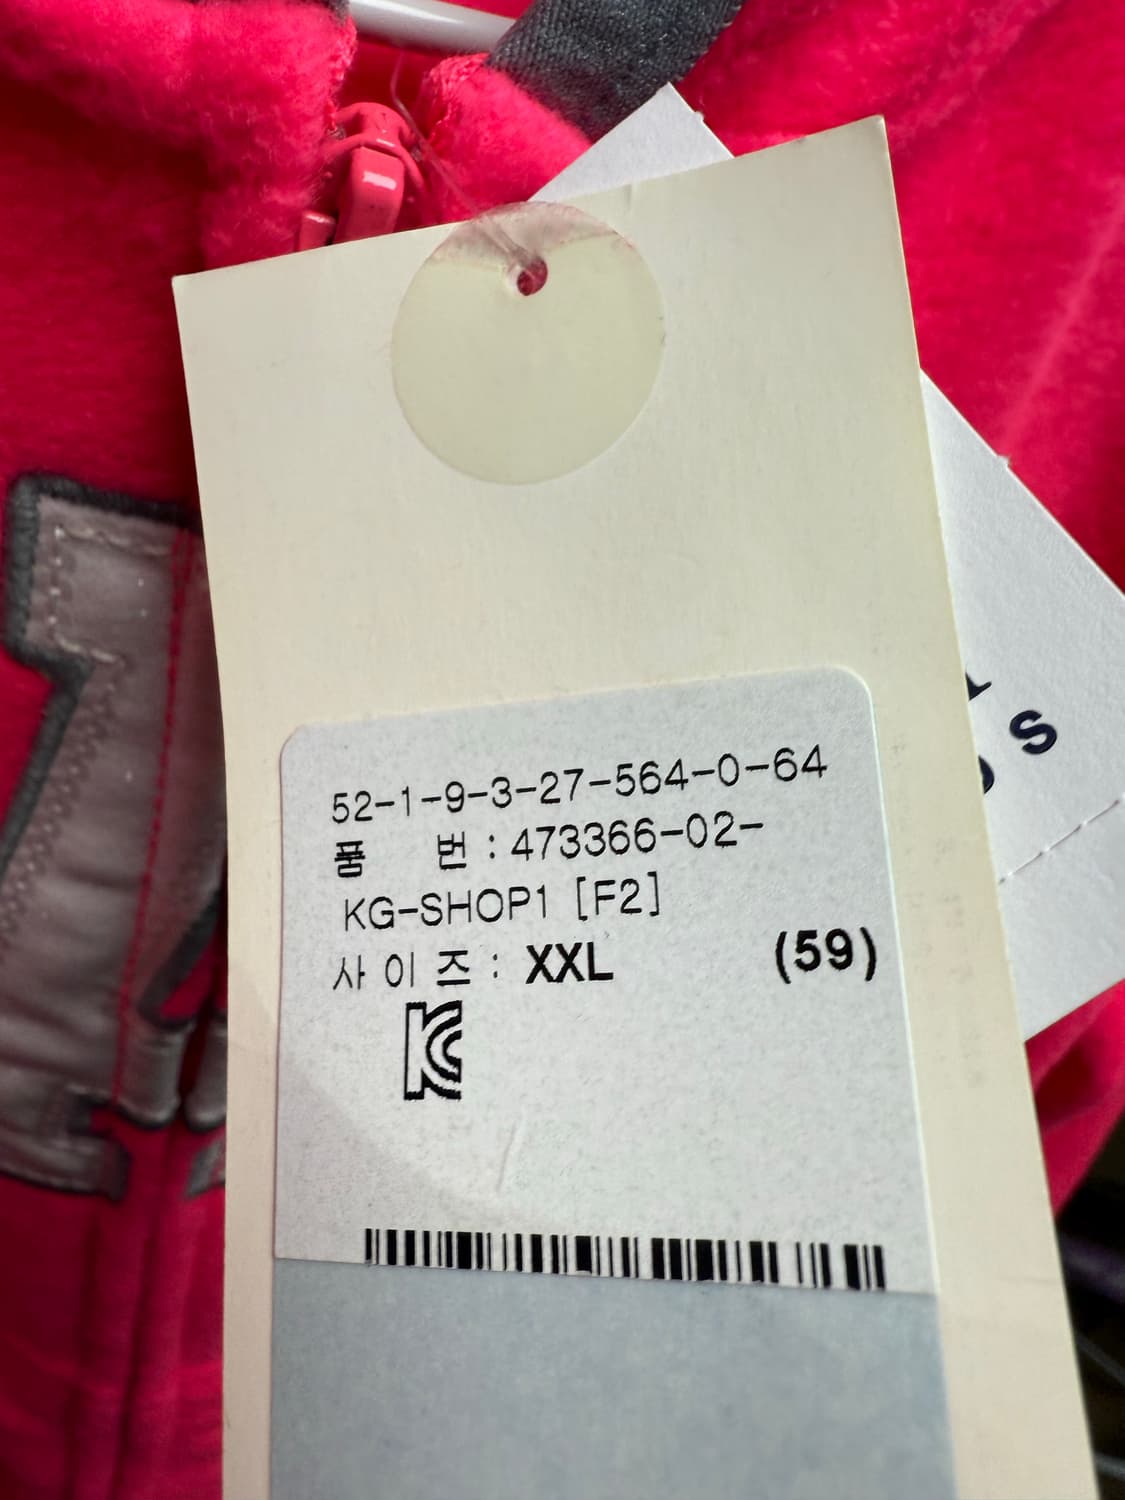 52-1-9-3-27-564-0-64
품 번 : 473366-02-
KG-SHOP1 [F2]
사 이 즈 : XXL (59)
KC
S